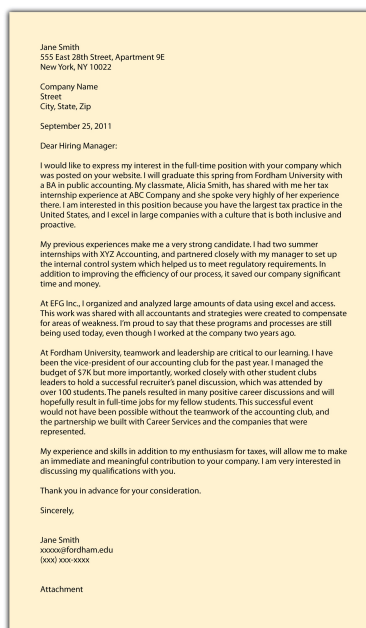 Jane Smith
555 East 28th Street, Apartment 9E
New York, NY 10022
Company Name
Street
City, State, Zip
September 25, 2011
Dear Hiring Manager:
I would like to express my interest in the full-time position with your company which
was posted on your website. I will graduate this spring from Fordham University with
a BA in public accounting. My classmate, Alicia Smith, has shared with me her tax
internship experience at ABC Company and she spoke very highly of her experience
there. I am interested in this position because you have the largest tax practice in the
United States, and I excel in large companies with a culture that is both inclusive and
proactive.
My previous experiences make me a very strong candidate. I had two summer
internships with XYZ Accounting, and partnered closely with my manager to set up
the internal control system which helped us to meet regulatory requirements. In
addition to improving the efficiency of our process, it saved our company significant
time and money.
At EFG Inc., I organized and analyzed large amounts of data using excel and access.
This work was shared with all accountants and strategies were created to compensate
for areas of weakness. I'm proud to say that these programs and processes are still
being used today, even though I worked at the company two years ago.
At Fordham University, teamwork and leadership are critical to our learning. I have
been the vice-president of our accounting club for the past year. I managed the
budget of $7K but more importantly, worked closely with other student clubs
leaders to hold a successful recruiter's panel discussion, which was attended by
over 100 students. The panels resulted in many positive career discussions and will
hopefully result in full-time jobs for my fellow students. This successful event
would not have been possible without the teamwork of the accounting club, and
the partnership we built with Career Services and the companies that were
represented.
My experience and skills in addition to my enthusiasm for taxes, will allow me to make
an immediate and meaningful contribution to your company. I am very interested in
discussing my qualifications with you.
Thank you in advance for your consideration.
Sincerely,
Jane Smith
xxxxx@fordham.edu
(xxx) xxx-xxxx
Attachment